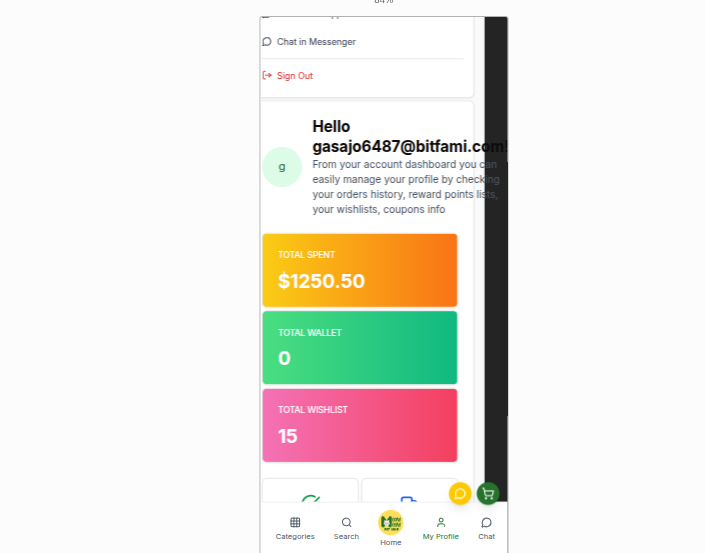 84%
Chat in Messenger
Sign Out
Hello
gasajo6487@bitfami.com!
g
From your account dashboard you can
easily manage your profile by checking
your orders history, reward points lists,
your wishlists, coupons info
TOTAL SPENT
$1250.50
TOTAL WALLET
0
TOTAL WISHLIST
15
Categories
Search
Home
My Profile
Chat